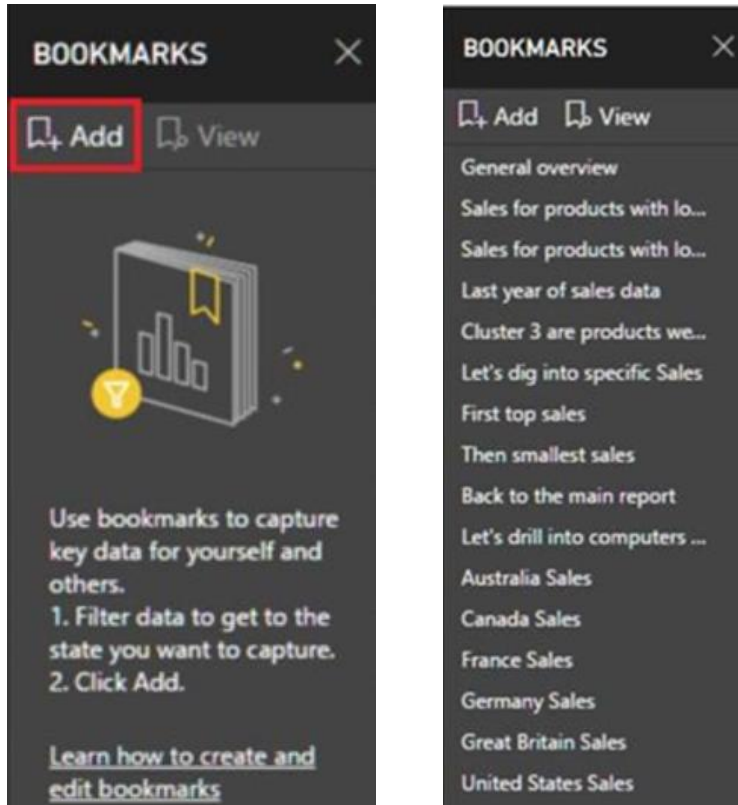 BOOKMARKS
Add View
Use bookmarks to capture
key data for yourself and
others.
1. Filter data to get to the
state you want to capture.
2. Click Add.
Learn how to create and
edit bookmarks
BOOKMARKS
Add View
General overview
Sales for products with lo...
Sales for products with lo...
Last year of sales data
Cluster 3 are products we...
Let's dig into specific Sales
First top sales
Then smallest sales
Back to the main report
Let's drill into computers ...
Australia Sales
Canada Sales
France Sales
Germany Sales
Great Britain Sales
United States Sales